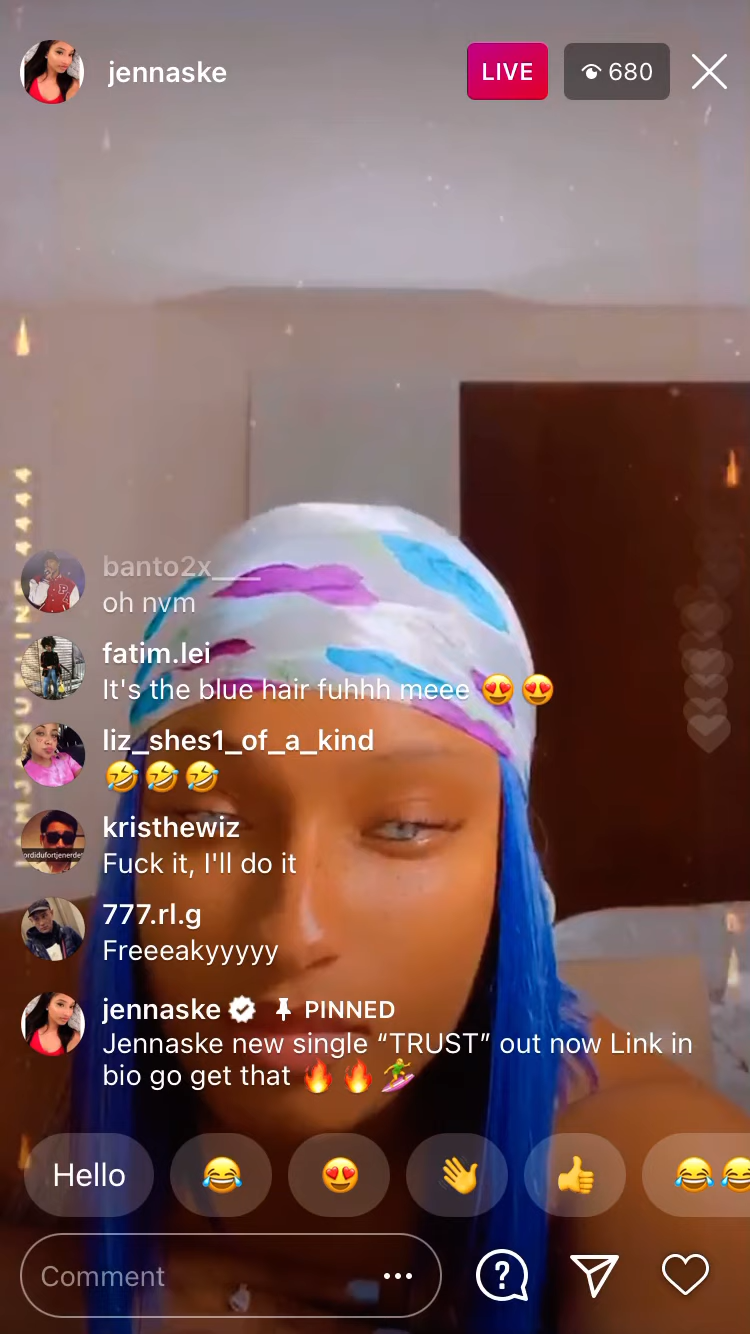 jennaske
LIVE
680
banto2x___
oh nvm
fatim.lei
It's the blue hair fuhhh meee 😍 😍
liz_shes1_of_a_kind
🤣🤣🤣
kristhewiz
Fuck it, I'll do it
777.rl.g
Freeeakyyyyy
jennaske PINNED
Jennaske new single “TRUST” out now Link in
bio go get that 🔥 🔥 🏄
Hello 😂 😍 👋 👍 😂😂
Comment